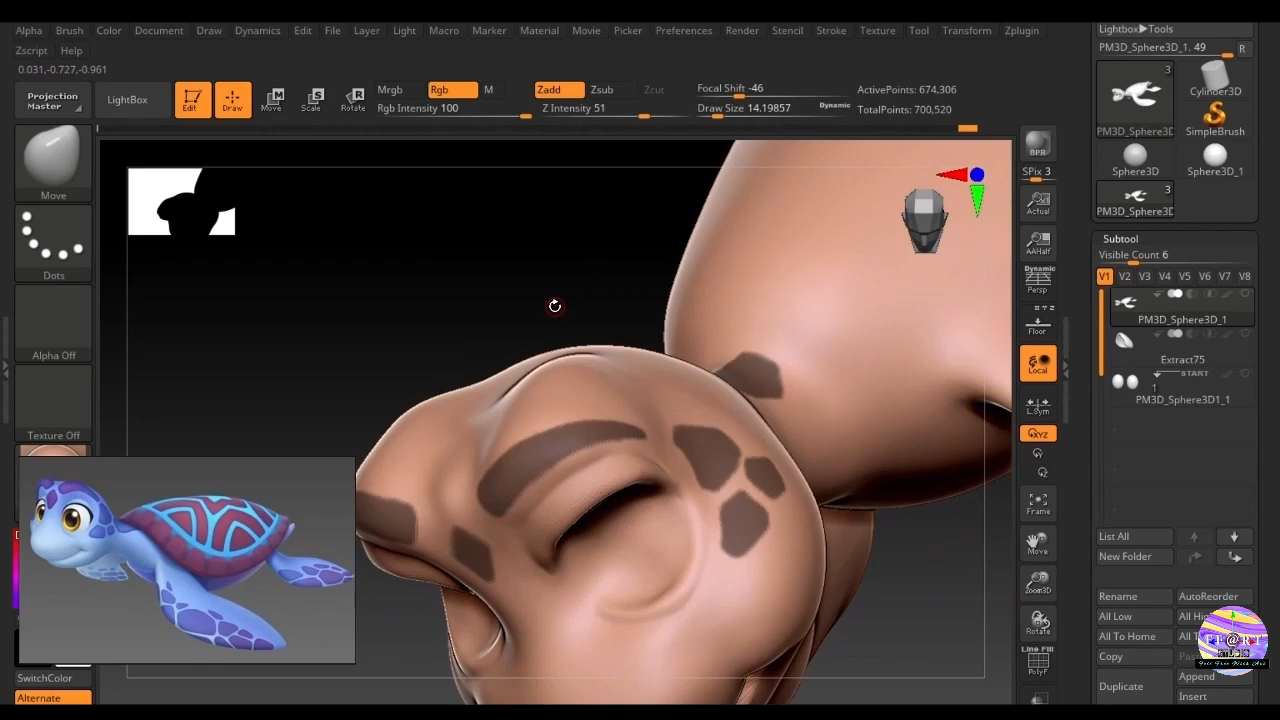 Alpha Brush Color Document Draw Dynamics Edit File Layer Light Macro Marker Material Movie Picker Preferences Render Stencil Stroke Texture Tool Transform Zplugin
Zscript Help
0.031,-0.727,-0.961
Projection Master
LightBox
Edit
Draw
Move
Scale
Rotate
Mrgb Rgb M
Rgb Intensity 100
Zadd Zsub Zcut
Z Intensity 51
Focal Shift -46
Draw Size 14.19857
Dynamic
ActivePoints: 674,306
TotalPoints: 700,520
Move
Dots
Alpha Off
Texture Off
SwitchColor
Alternate
BPR
SPix 3
Actual
AAHalf
Dynamic
Persp
X Y Z
Floor
Local
L.Sym
XYZ
Y
Z
Frame
Move
Zoom3D
Rotate
Line Fill
PolyF
Lightbox▶Tools
PM3D_Sphere3D_1. 49 R
3
PM3D_Sphere3D
Cylinder3D
SimpleBrush
Sphere3D
Sphere3D_1
3
PM3D_Sphere3D
Subtool
Visible Count 6
V1 V2 V3 V4 V5 V6 V7 V8
PM3D_Sphere3D_1
Extract75
START
1
PM3D_Sphere3D1_1
List All
New Folder
Rename AutoReorder
All Low
All To Home
Copy
Duplicate
Append
Insert
FF@RT
STUDIO